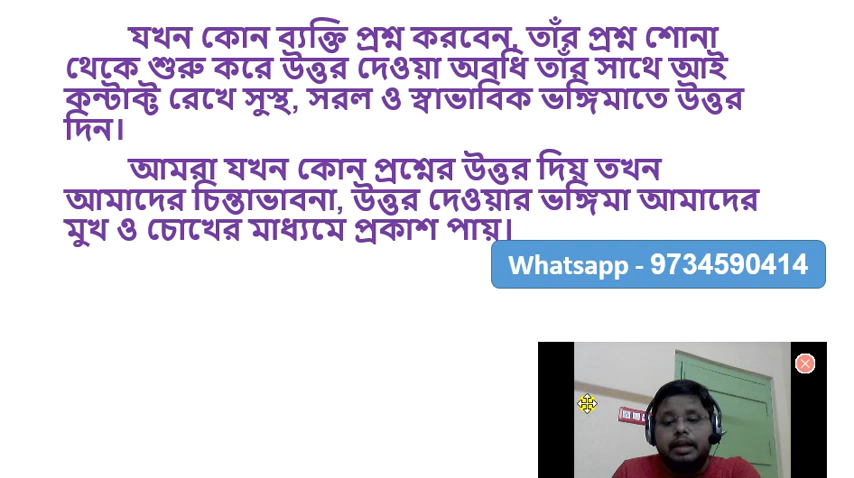 যখন কোন ব্যক্তি প্রশ্ন করবেন, তাঁর প্রশ্ন শোনা
থেকে শুরু করে উত্তর দেওয়া অবধি তাঁর সাথে আই
কন্টাক্ট রেখে সুস্থ, সরল ও স্বাভাবিক ভঙ্গিমাতে উত্তর
দিন।
আমরা যখন কোন প্রশ্নের উত্তর দিয় তখন
আমাদের চিন্তাভাবনা, উত্তর দেওয়ার ভঙ্গিমা আমাদের
মুখ ও চোখের মাধ্যমে প্রকাশ পায়।
Whatsapp - 9734590414